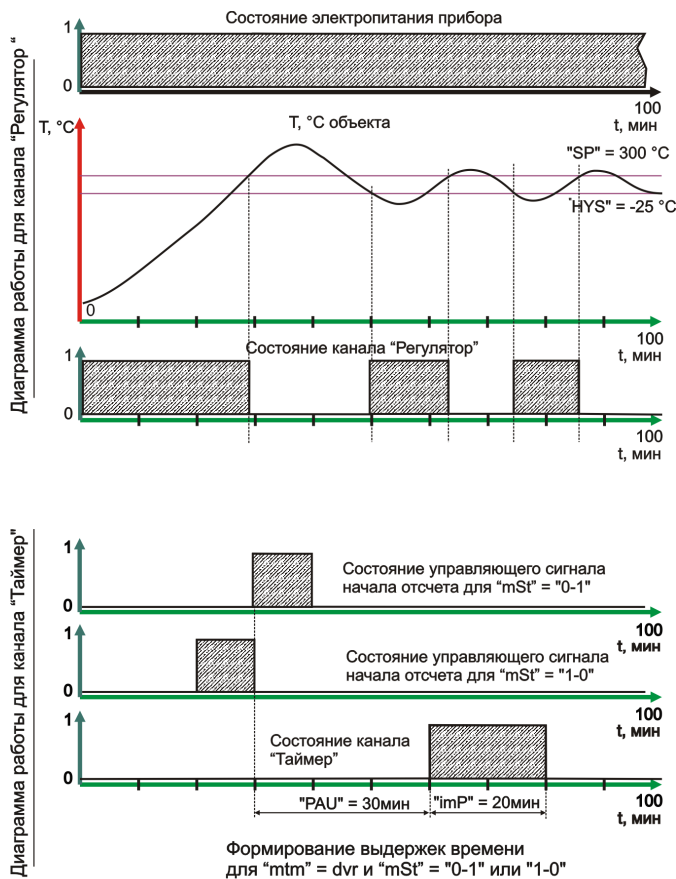 Состояние электропитания прибора
1
0
100
t, мин
Диаграмма работы для канала “Регулятор“
T, °C
T, °C объекта
"SP" = 300 °C
"HYS" = -25 °C
0
100
t, мин
Состояние канала “Регулятор”
1
0
100
t, мин
Диаграмма работы для канала “Таймер"
1
0
Состояние управляющего сигнала
начала отсчета для “mSt” = "0-1"
100
t, мин
1
0
Состояние управляющего сигнала
начала отсчета для “mSt” = "1-0"
100
t, мин
1
0
Состояние канала
“Таймер”
100
t, мин
"PAU" = 30мин
"imP" = 20мин
Формирование выдержек времени
для “mtm” = dvr и “mSt” = "0-1" или "1-0"